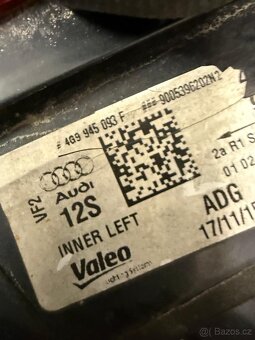 4G9 945 093 F
### 9005396202N2
VF2
Audi
12S
INNER LEFT
Valeo
2a R1 S
01 02
ADG
17/11/15
© Bazos.cz